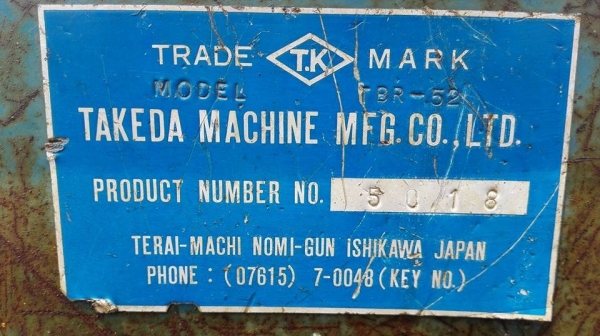 TRADE T.K MARK
MODEL TBR-52
TAKEDA MACHINE MFG.CO.,LTD.
PRODUCT NUMBER NO. 5018
TERAI-MACHI NOMI-GUN ISHIKAWA JAPAN
PHONE : (07615) 7-0048 (KEY NO.)